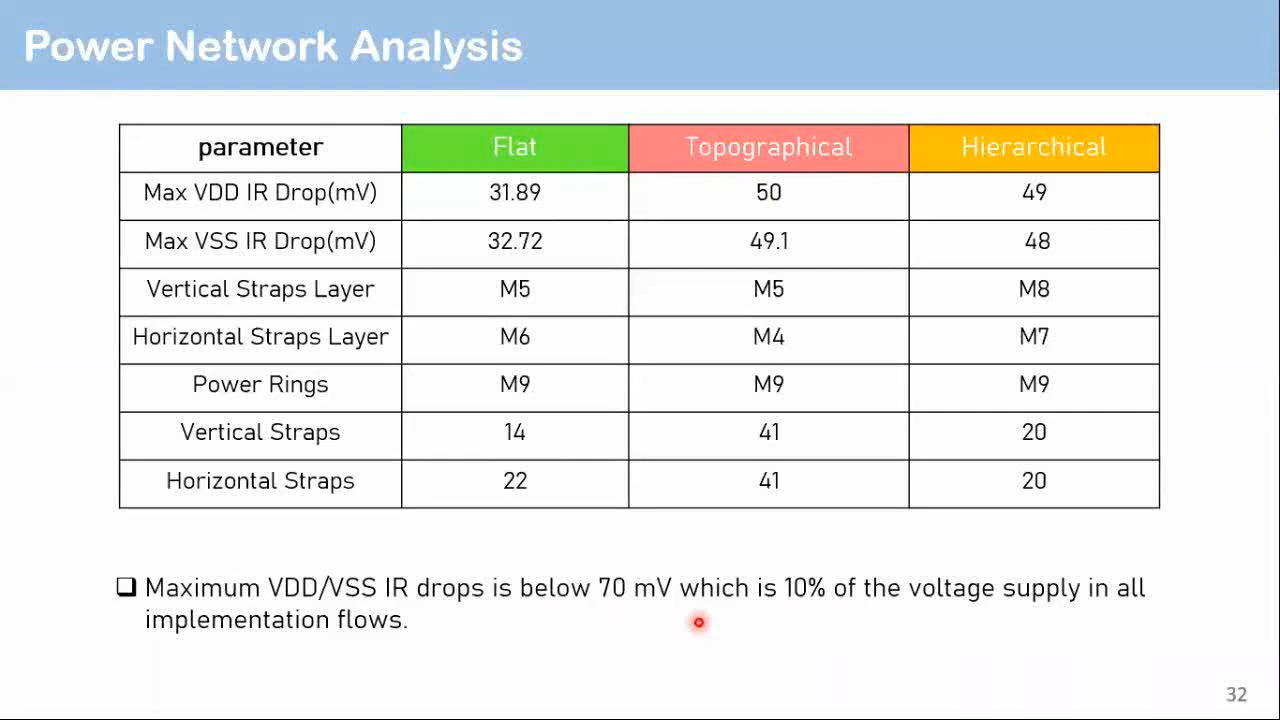 Power Network Analysis
parameter Flat Topographical Hierarchical
Max VDD IR Drop(mV) 31.89 50 49
Max VSS IR Drop(mV) 32.72 49.1 48
Vertical Straps Layer M5 M5 M8
Horizontal Straps Layer M6 M4 M7
Power Rings M9 M9 M9
Vertical Straps 14 41 20
Horizontal Straps 22 41 20
❑ Maximum VDD/VSS IR drops is below 70 mV which is 10% of the voltage supply in all
implementation flows.
32